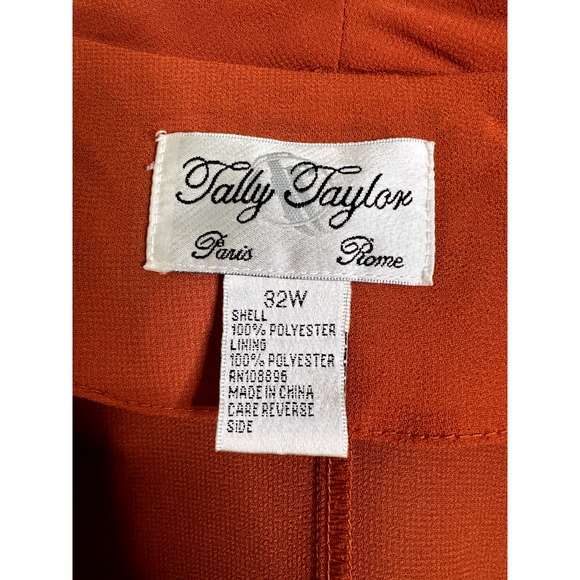 Tally Taylor
Paris Rome
32W
SHELL
100% POLYESTER
LINING
100% POLYESTER
RN108896
MADE IN CHINA
CARE REVERSE
SIDE